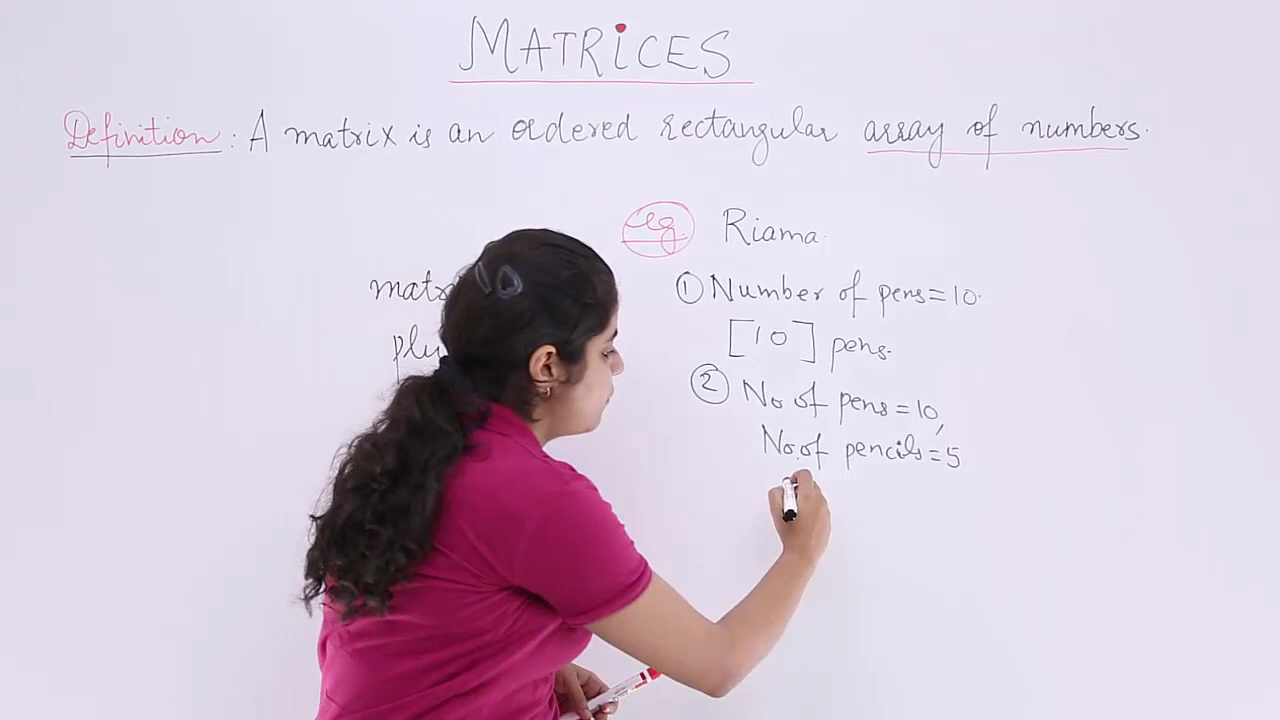 MATRiCES
Definition: A matrix is an ordered rectangular array of numbers.
eg. Riama.
① Number of pens = 10.
[10] pens.
② No of pens = 10,
No. of pencils = 5